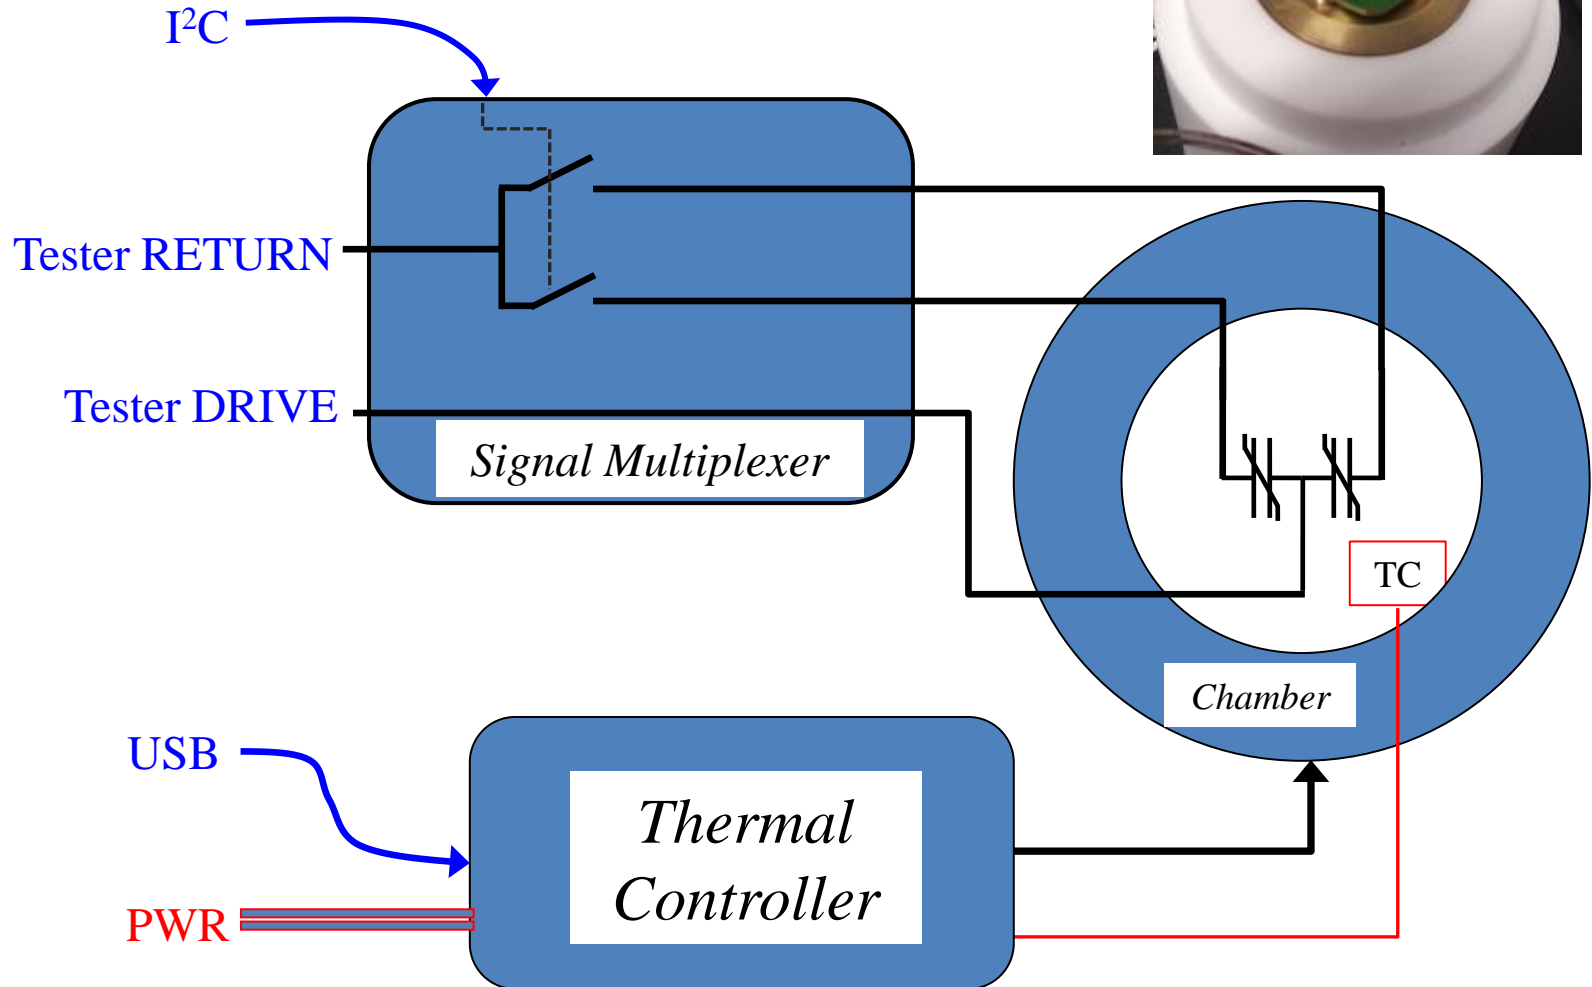 I²C
Tester RETURN
Tester DRIVE
Signal Multiplexer
TC
Chamber
USB
Thermal
Controller
PWR